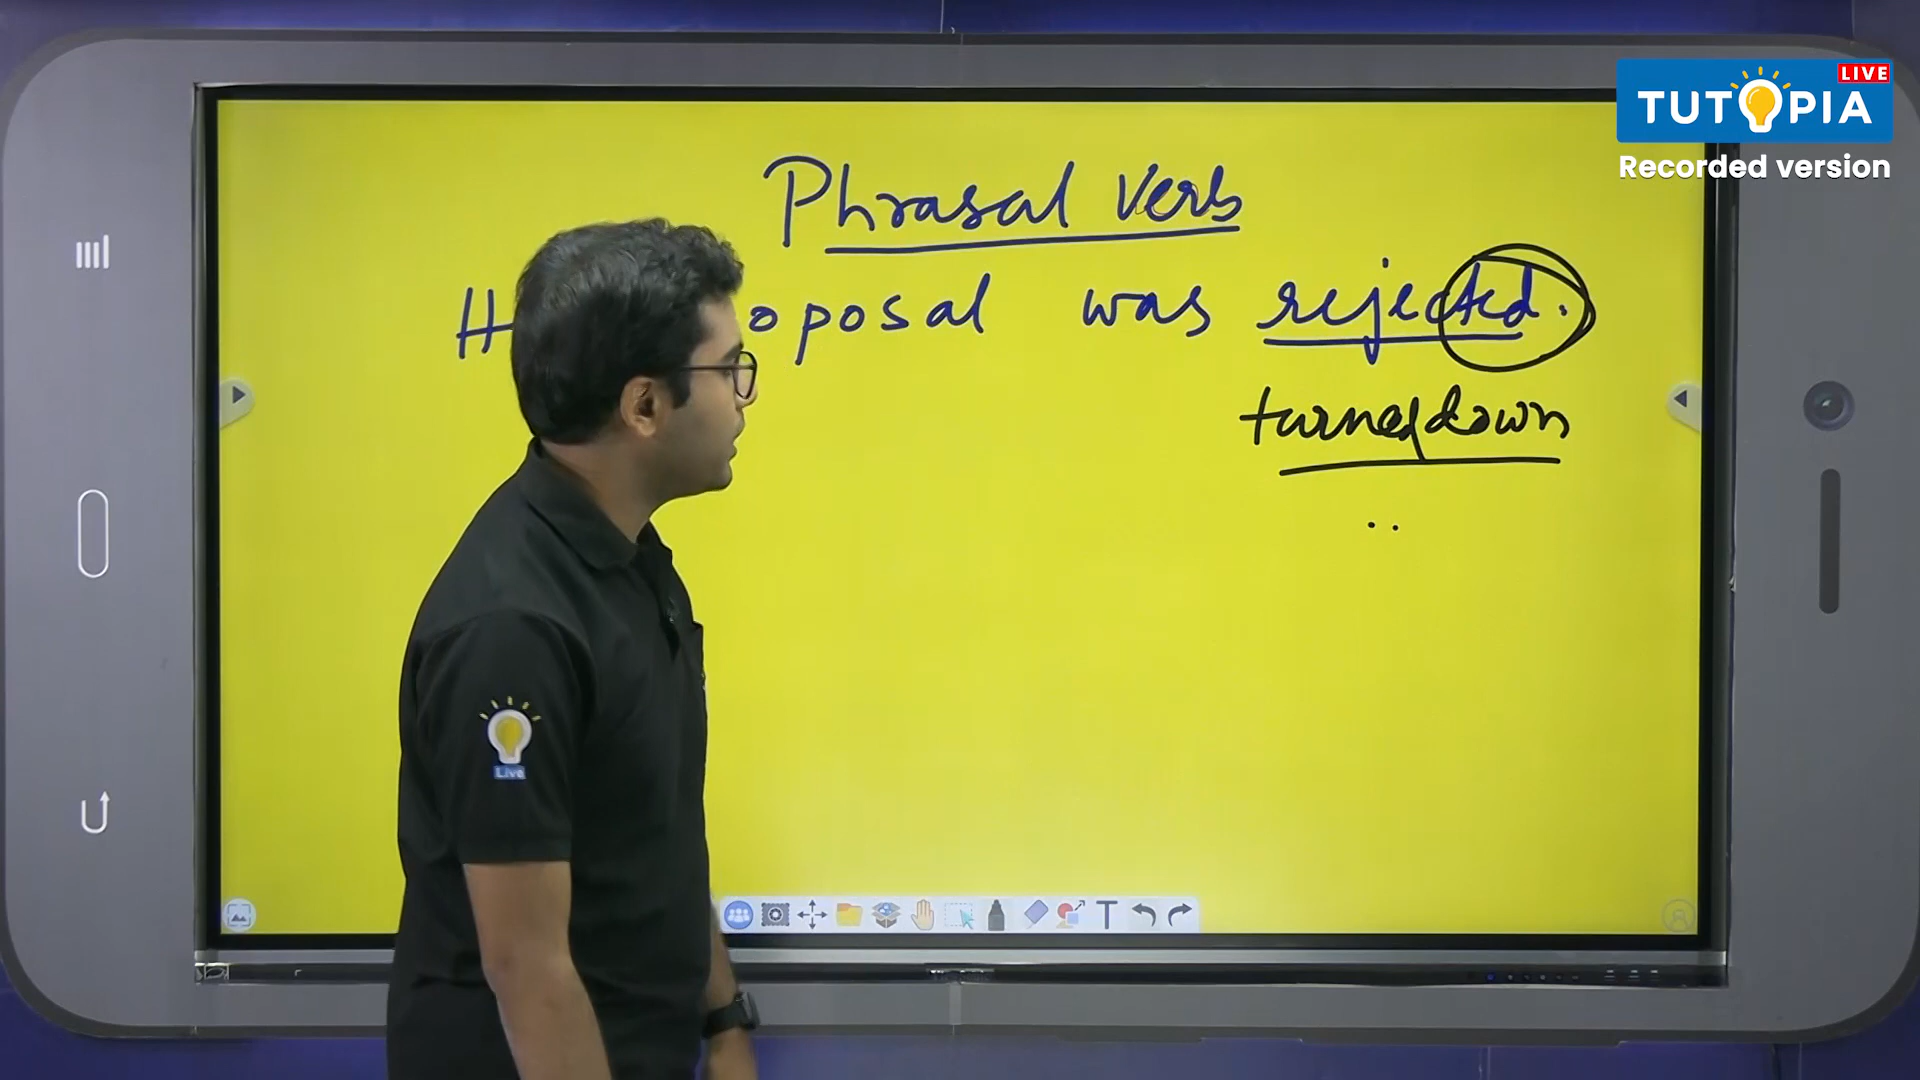 LIVE
TUTOPIA
Recorded version
Phrasal Verb
oposal was rejected.
turned down
Live
T